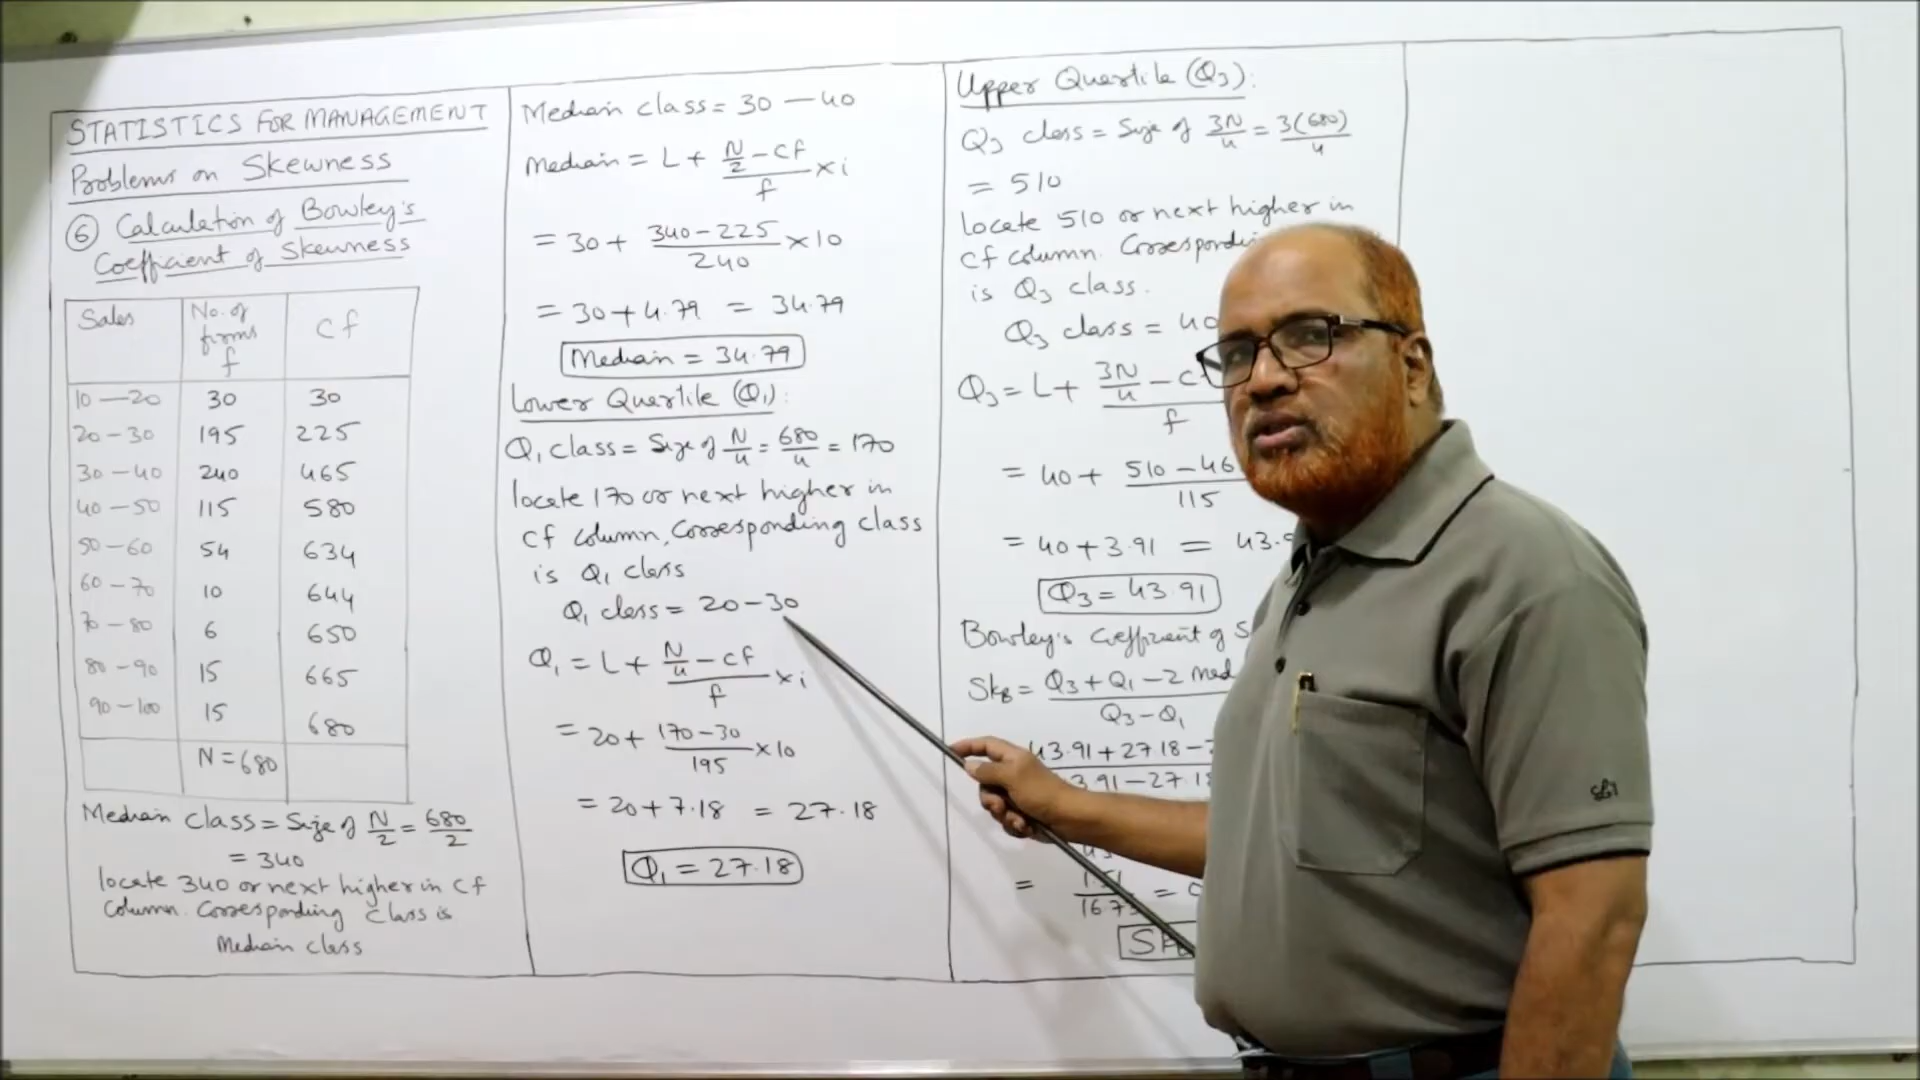 STATISTICS FOR MANAGEMENT
Problems on Skewness
⑥ Calculation of Bowley's
Coefficient of Skewness
Sales | No. of firms f | Cf
10 — 20 | 30 | 30
20 – 30 | 195 | 225
30 – 40 | 240 | 465
40 – 50 | 115 | 580
50 – 60 | 54 | 634
60 – 70 | 10 | 644
70 – 80 | 6 | 650
80 – 90 | 15 | 665
90 – 100 | 15 | 680
N = 680
Median class = Size of N/2 = 680/2
= 340
locate 340 or next higher in cf
column. Corresponding class is
Median class
Median class = 30 — 40
Median = L + (N/2 – cf)/f × i
= 30 + (340 – 225)/240 × 10
= 30 + 4.79 = 34.79
Median = 34.79
Lower Quartile (Q₁):
Q₁ class = Size of N/4 = 680/4 = 170
locate 170 or next higher in
cf column, Corresponding class
is Q₁ class
Q₁ class = 20 – 30
Q₁ = L + (N/4 – cf)/f × i
= 20 + (170 – 30)/195 × 10
= 20 + 7.18 = 27.18
Q₁ = 27.18
Upper Quartile (Q₃):
Q₃ class = Size of 3N/4 = 3(680)/4
= 510
locate 510 or next higher in
cf column.
is Q₃ class.
Q₃ class = 40
Q₃ = L + (3N/4 – c)/f
= 40 + (510 – 46)/115
= 40 + 3.91 = 43.9
Q₃ = 43.91
Bowley's Coefficient of S
SkB = (Q₃ + Q₁ – 2 med)/(Q₃ – Q₁)
43.91 + 27.18 –
3.91 – 27.18
= 1.51/16.73 = 0